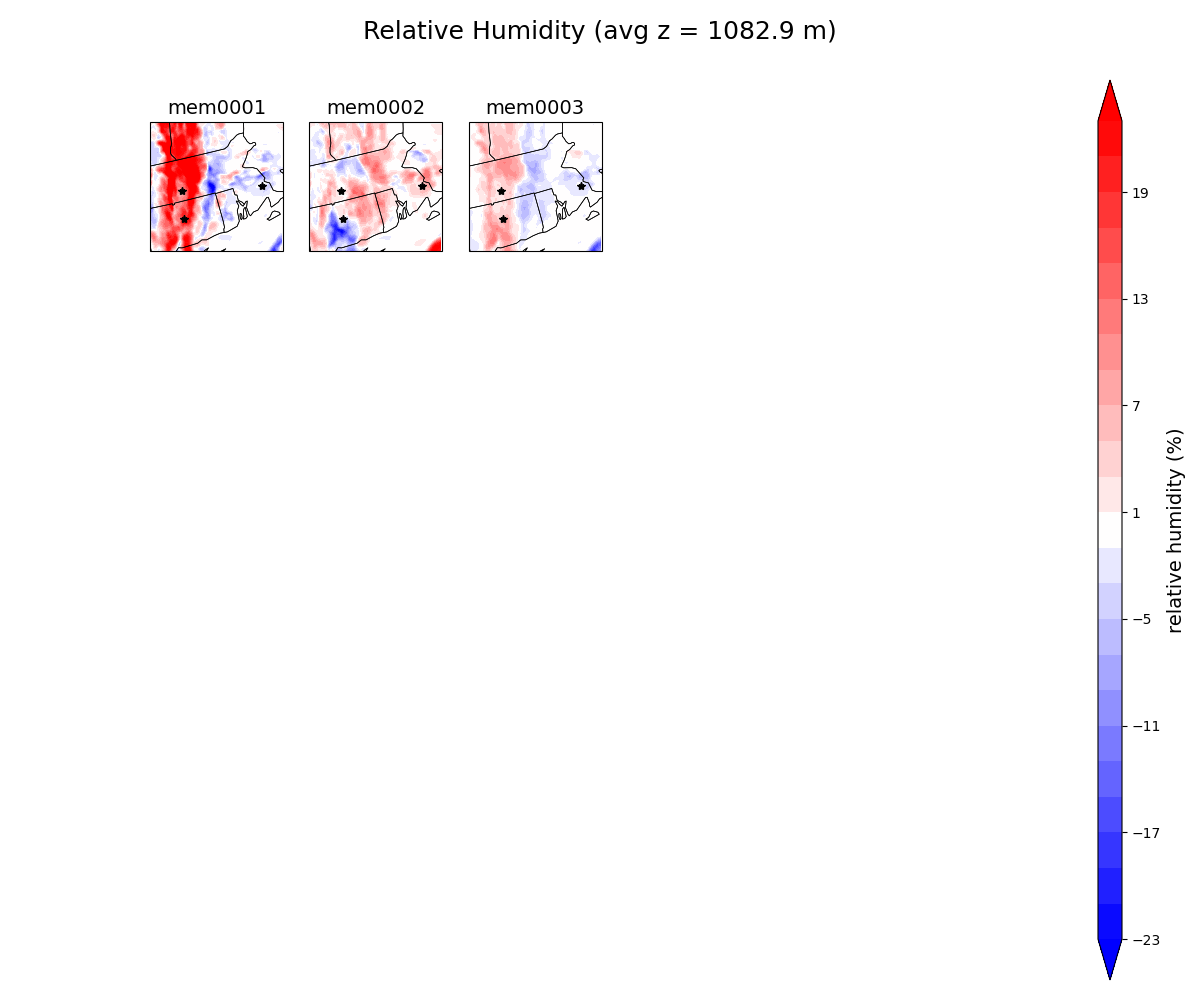 Relative Humidity (avg z = 1082.9 m)
mem0001
mem0002
mem0003
19
13
7
1
−5
−11
−17
−23
relative humidity (%)